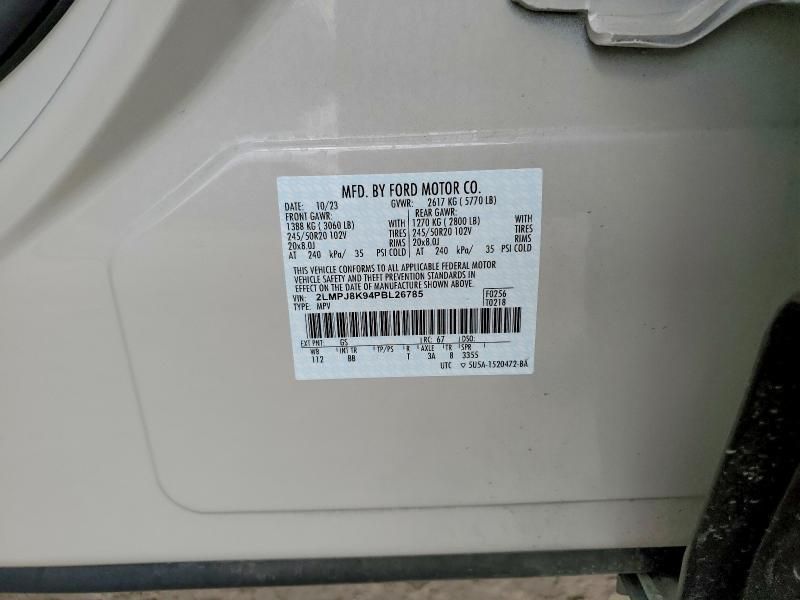 MFD. BY FORD MOTOR CO.
DATE: 10/23 GVWR: 2617 KG ( 5770 LB)
FRONT GAWR: REAR GAWR:
1388 KG ( 3060 LB) WITH 1270 KG ( 2800 LB) WITH
245/50R20 102V TIRES 245/50R20 102V TIRES
20x8.0J RIMS 20x8.0J RIMS
AT 240 kPa/ 35 PSI COLD AT 240 kPa/ 35 PSI COLD
THIS VEHICLE CONFORMS TO ALL APPLICABLE FEDERAL MOTOR
VEHICLE SAFETY AND THEFT PREVENTION STANDARDS IN
EFFECT ON THE DATE OF MANUFACTURE SHOWN ABOVE.
VIN: 2LMPJ8K94PBL26785 F0256
TYPE: MPV T0218
EXT PNT: GS RC: 67 DSO:
WB INT TR TP/PS R AXLE TR SPR
112 BB T 3A 8 3355
UTC ▽ 5U5A-1520472-BA